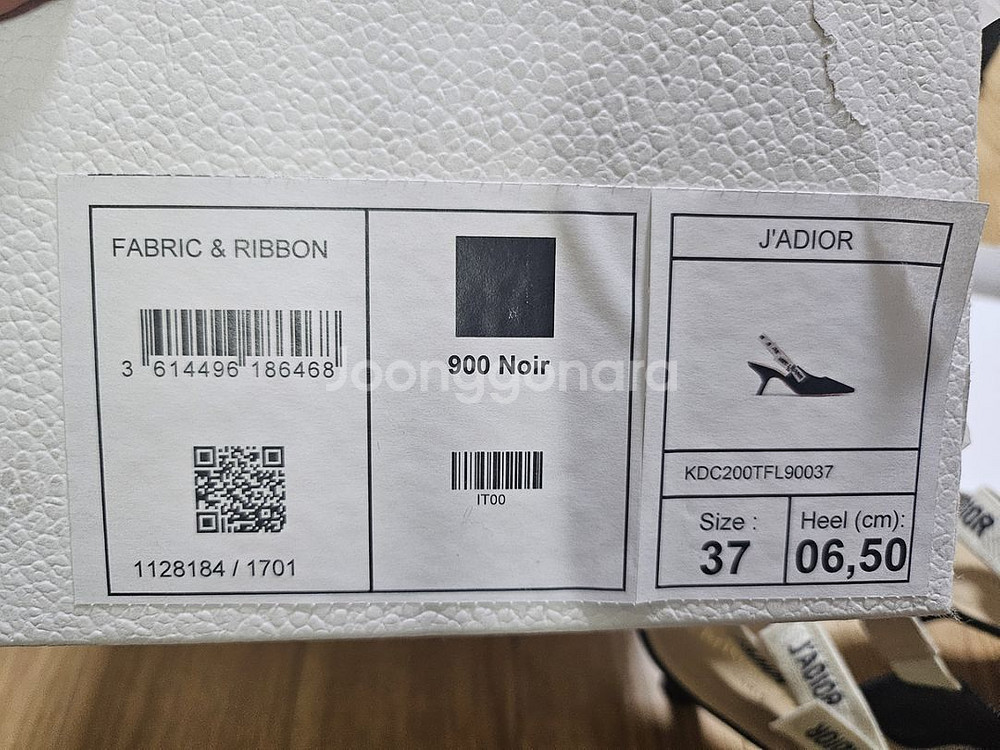 FABRIC & RIBBON
3 614496 186468
1128184 / 1701
900 Noir
IT00
J'ADIOR
KDC200TFL90037
Size :
37
Heel (cm):
06,50
Joonggonara
J'ADIOR